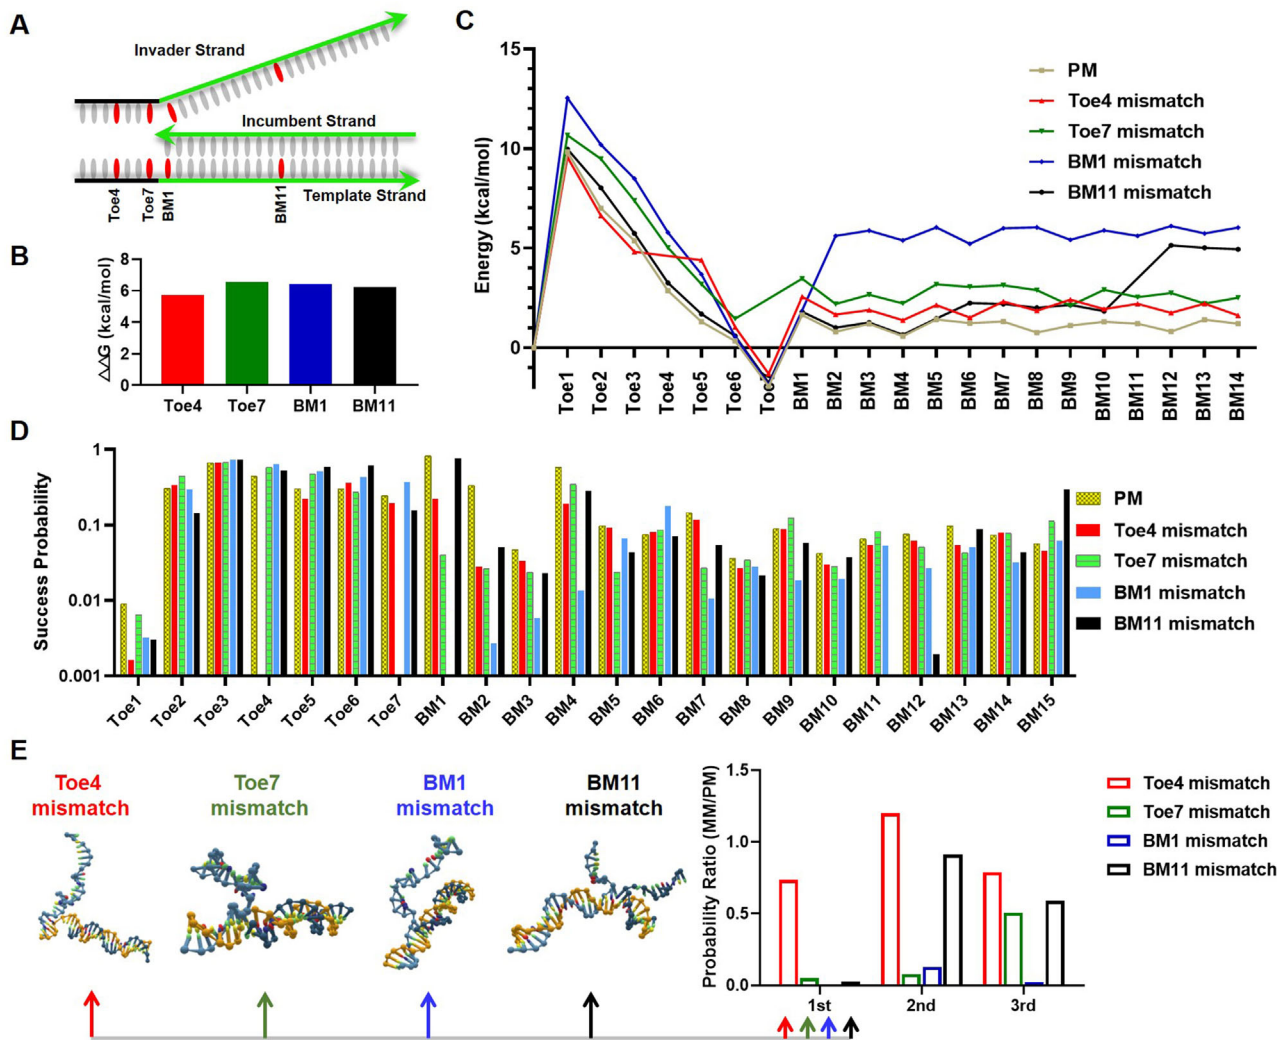 A
Invader Strand
Incumbent Strand
Template Strand
Toe4
Toe7
BM1
BM11
B
△△G (kcal/mol)
8
6
4
2
0
Toe4
Toe7
BM1
BM11
C
Energy (kcal/mol)
15
10
5
0
PM
Toe4 mismatch
Toe7 mismatch
BM1 mismatch
BM11 mismatch
Toe1
Toe2
Toe3
Toe4
Toe5
Toe6
BM1
BM2
BM3
BM4
BM5
BM6
BM7
BM8
BM9
BM10
BM11
BM12
BM13
BM14
D
Success Probability
1
0.1
0.01
0.001
Toe1
Toe2
Toe3
Toe4
Toe5
Toe6
Toe7
BM1
BM2
BM3
BM4
BM5
BM6
BM7
BM8
BM9
BM10
BM11
BM12
BM13
BM14
BM15
PM
Toe4 mismatch
Toe7 mismatch
BM1 mismatch
BM11 mismatch
E
Toe4
mismatch
Toe7
mismatch
BM1
mismatch
BM11
mismatch
Probability Ratio (MM/PM)
1.5
1.0
0.5
0.0
1st
2nd
3rd
Toe4 mismatch
Toe7 mismatch
BM1 mismatch
BM11 mismatch